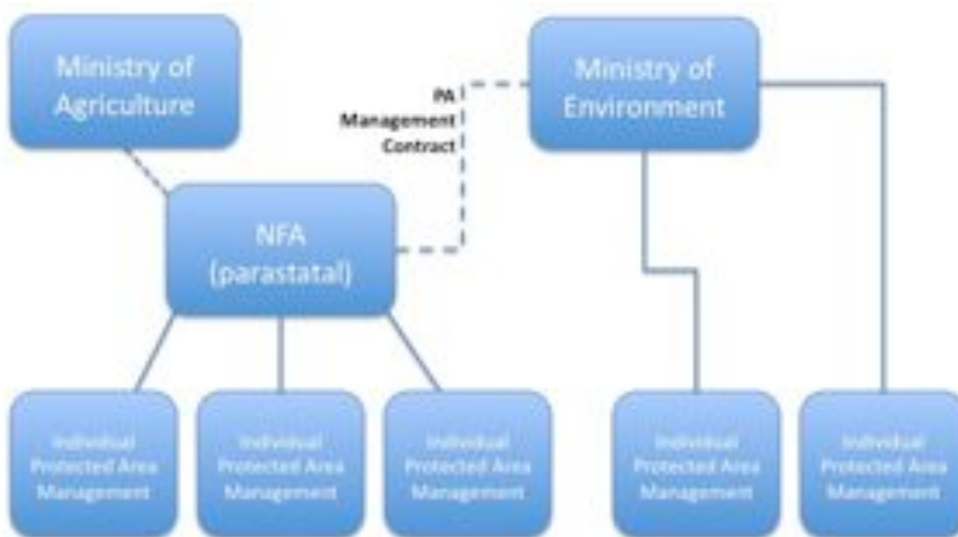 Ministry of
Agriculture
PA
Management
Contract
Ministry of
Environment
NFA
(parastatal)
Individual
Protected Area
Management
Individual
Protected Area
Management
Individual
Protected Area
Management
Individual
Protected Area
Management
Individual
Protected Area
Management